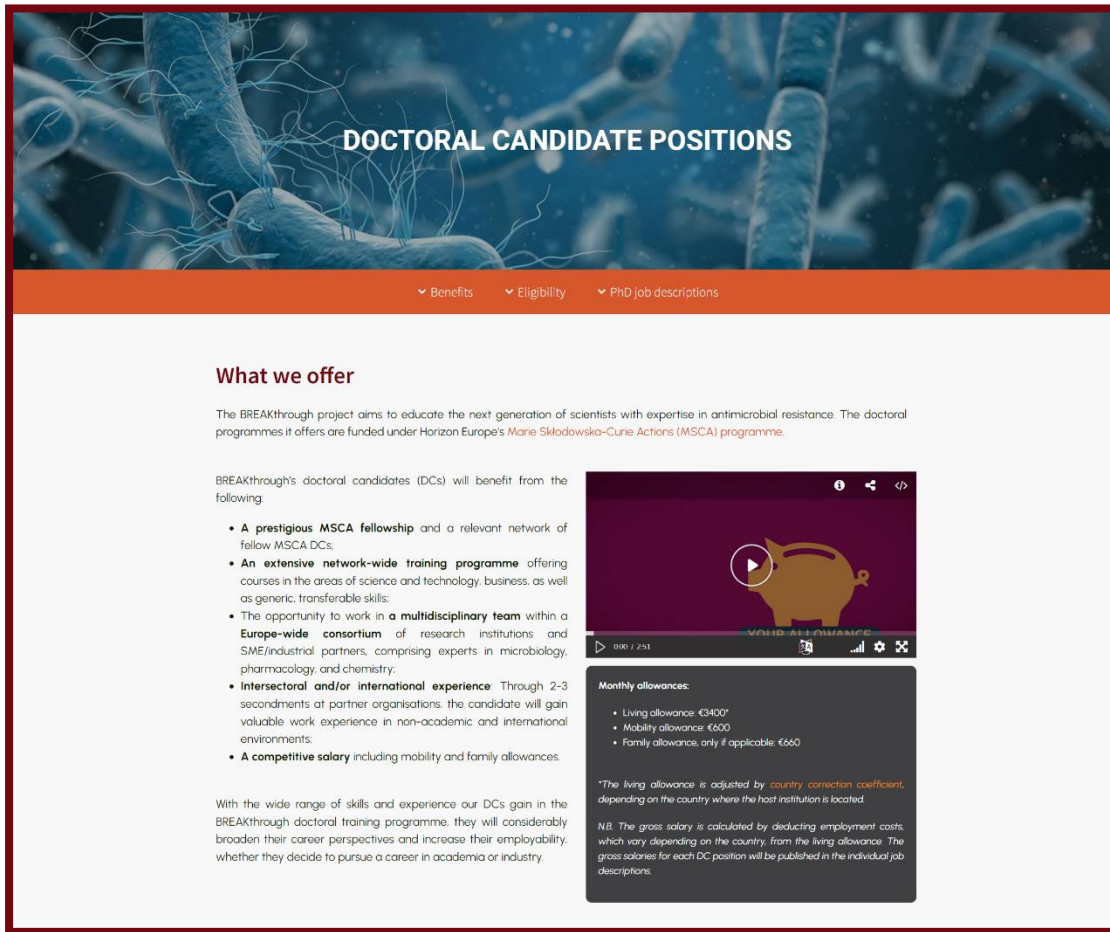 DOCTORAL CANDIDATE POSITIONS
Benefits
Eligibility
PhD job descriptions
What we offer
The BREAKthrough project aims to educate the next generation of scientists with expertise in antimicrobial resistance. The doctoral
programmes it offers are funded under Horizon Europe's Marie Skłodowska-Curie Actions (MSCA) programme.
BREAKthrough's doctoral candidates (DCs) will benefit from the
following:
• A prestigious MSCA fellowship and a relevant network of
fellow MSCA DCs;
• An extensive network-wide training programme offering
courses in the areas of science and technology, business, as well
as generic, transferable skills;
• The opportunity to work in a multidisciplinary team within a
Europe-wide consortium of research institutions and
SME/industrial partners, comprising experts in microbiology,
pharmacology, and chemistry;
• Intersectoral and/or international experience: Through 2-3
secondments at partner organisations, the candidate will gain
valuable work experience in non-academic and international
environments;
• A competitive salary including mobility and family allowances.
With the wide range of skills and experience our DCs gain in the
BREAKthrough doctoral training programme, they will considerably
broaden their career perspectives and increase their employability,
whether they decide to pursue a career in academia or industry.
YOUR ALLOWANCE
0:00 / 2:51
Monthly allowances:
• Living allowance: €3400*
• Mobility allowance: €600
• Family allowance, only if applicable: €660
*The living allowance is adjusted by country correction coefficient,
depending on the country where the host institution is located.
N.B. The gross salary is calculated by deducting employment costs,
which vary depending on the country, from the living allowance. The
gross salaries for each DC position will be published in the individual job
descriptions.